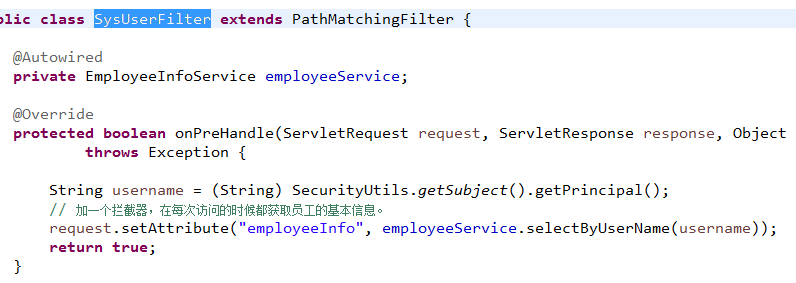 blic class SysUserFilter extends PathMatchingFilter {
@Autowired
private EmployeeInfoService employeeService;
@Override
protected boolean onPreHandle(ServletRequest request, ServletResponse response, Object
throws Exception {
String username = (String) SecurityUtils.getSubject().getPrincipal();
// 加一个拦截器，在每次访问的时候都获取员工的基本信息。
request.setAttribute("employeeInfo", employeeService.selectByUserName(username));
return true;
}